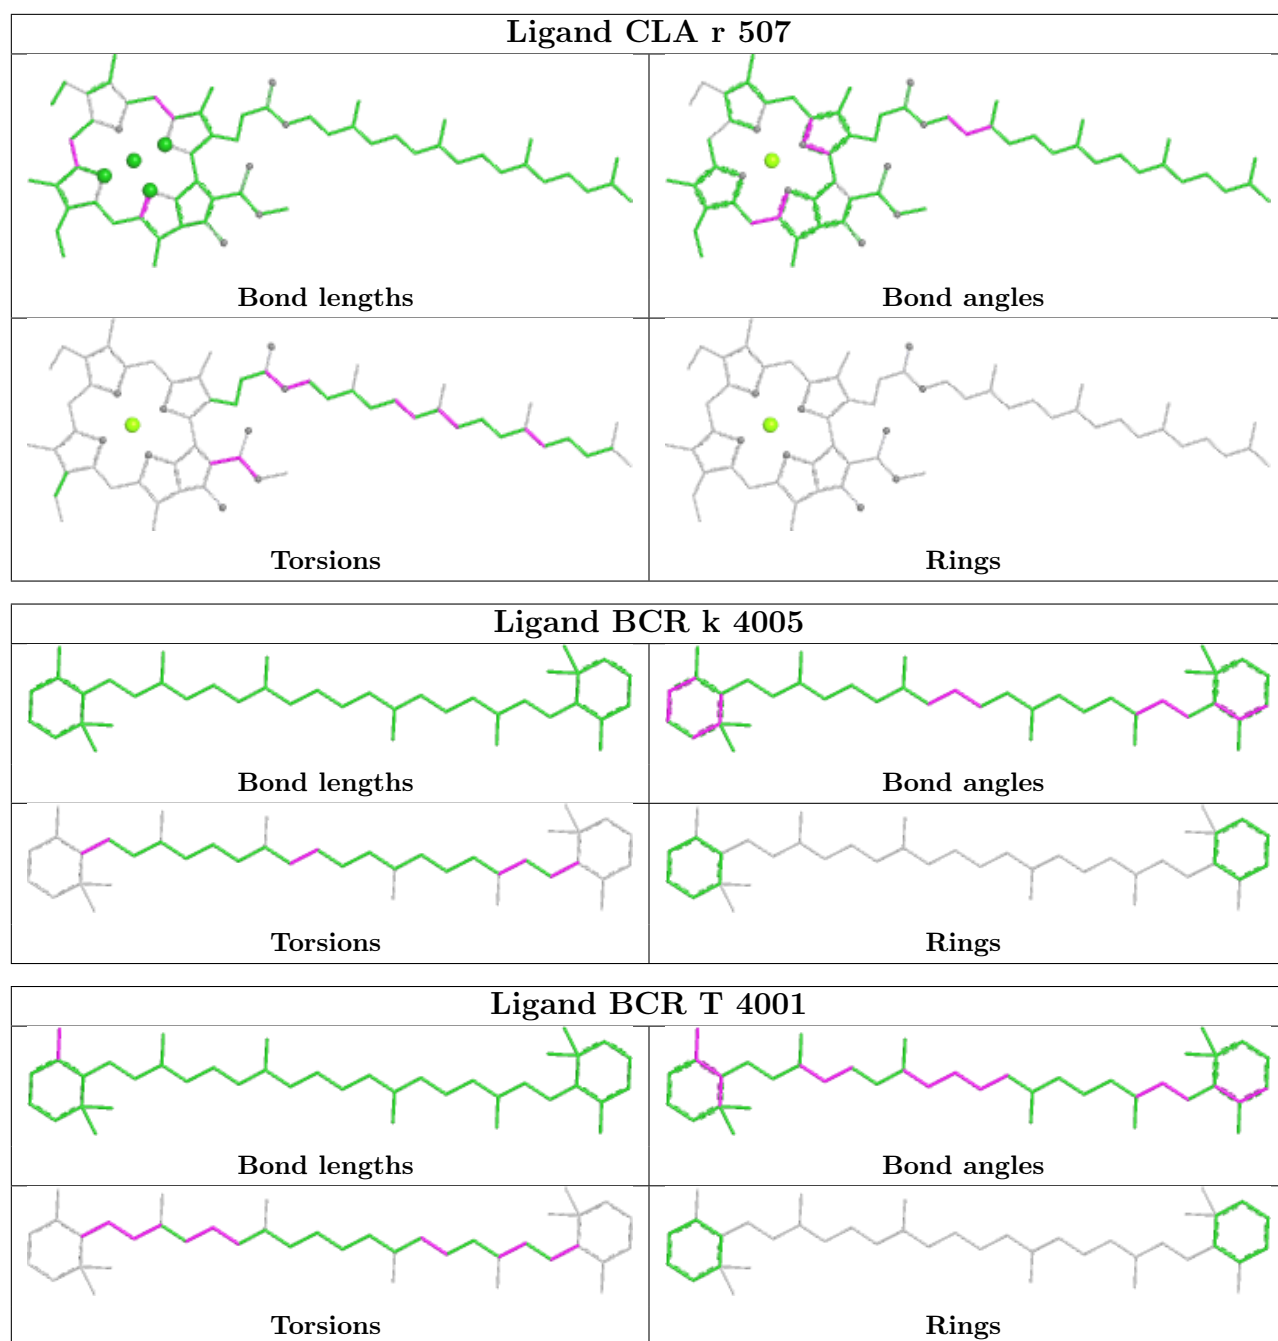 Ligand CLA r 507
Bond lengths
Bond angles
Torsions
Rings
Ligand BCR k 4005
Bond lengths
Bond angles
Torsions
Rings
Ligand BCR T 4001
Bond lengths
Bond angles
Torsions
Rings